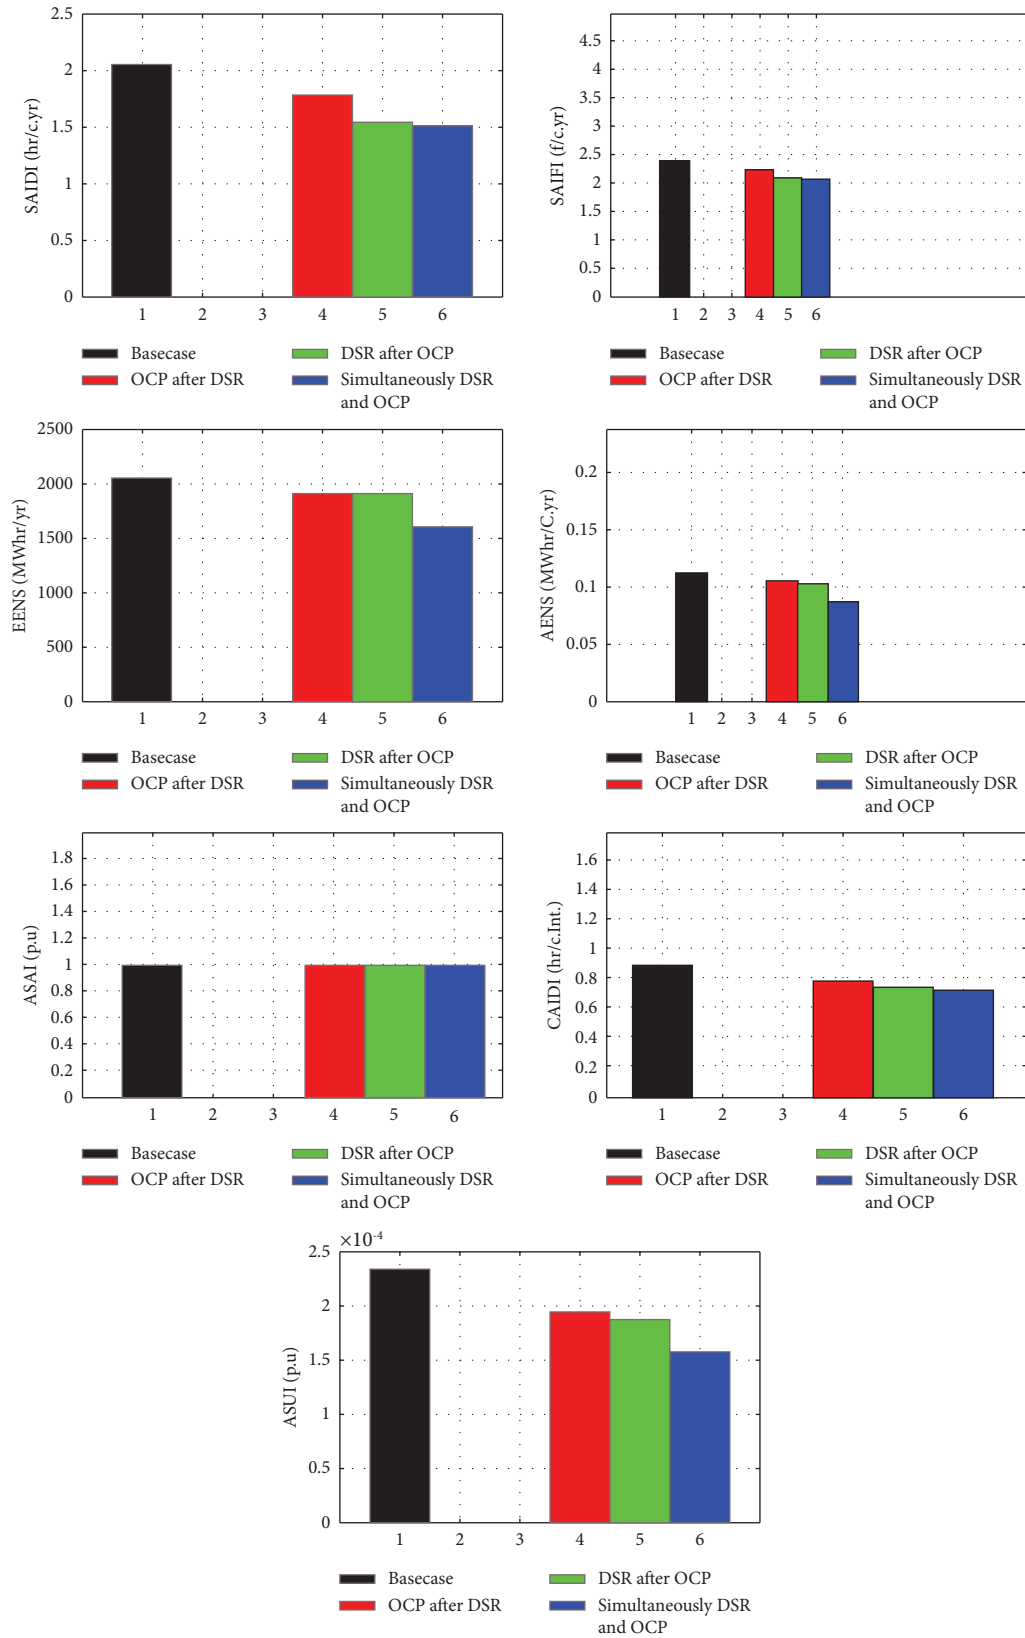 2.5
2
1.5
1
0.5
0
SAIDI (hr/c.yr)
1 2 3 4 5 6
Basecase
OCP after DSR
DSR after OCP
Simultaneously DSR
and OCP
4.5
4
3.5
3
2.5
2
1.5
1
0.5
0
SAIFI (f/c.yr)
1 2 3 4 5 6
Basecase
OCP after DSR
DSR after OCP
Simultaneously DSR
and OCP
2500
2000
1500
1000
500
0
EENS (MWhr/yr)
1 2 3 4 5 6
Basecase
OCP after DSR
DSR after OCP
Simultaneously DSR
and OCP
0.2
0.15
0.1
0.05
0
AENS (MWhr/C.yr)
1 2 3 4 5 6
Basecase
OCP after DSR
DSR after OCP
Simultaneously DSR
and OCP
1.8
1.6
1.4
1.2
1
0.8
0.6
0.4
0.2
0
ASAI (p.u)
1 2 3 4 5 6
Basecase
OCP after DSR
DSR after OCP
Simultaneously DSR
and OCP
1.6
1.4
1.2
1
0.8
0.6
0.4
0.2
0
CAIDI (hr/c.Int.)
1 2 3 4 5 6
Basecase
OCP after DSR
DSR after OCP
Simultaneously DSR
and OCP
×10⁻⁴
2.5
2
1.5
1
0.5
0
ASUI (p.u)
1 2 3 4 5 6
Basecase
OCP after DSR
DSR after OCP
Simultaneously DSR
and OCP